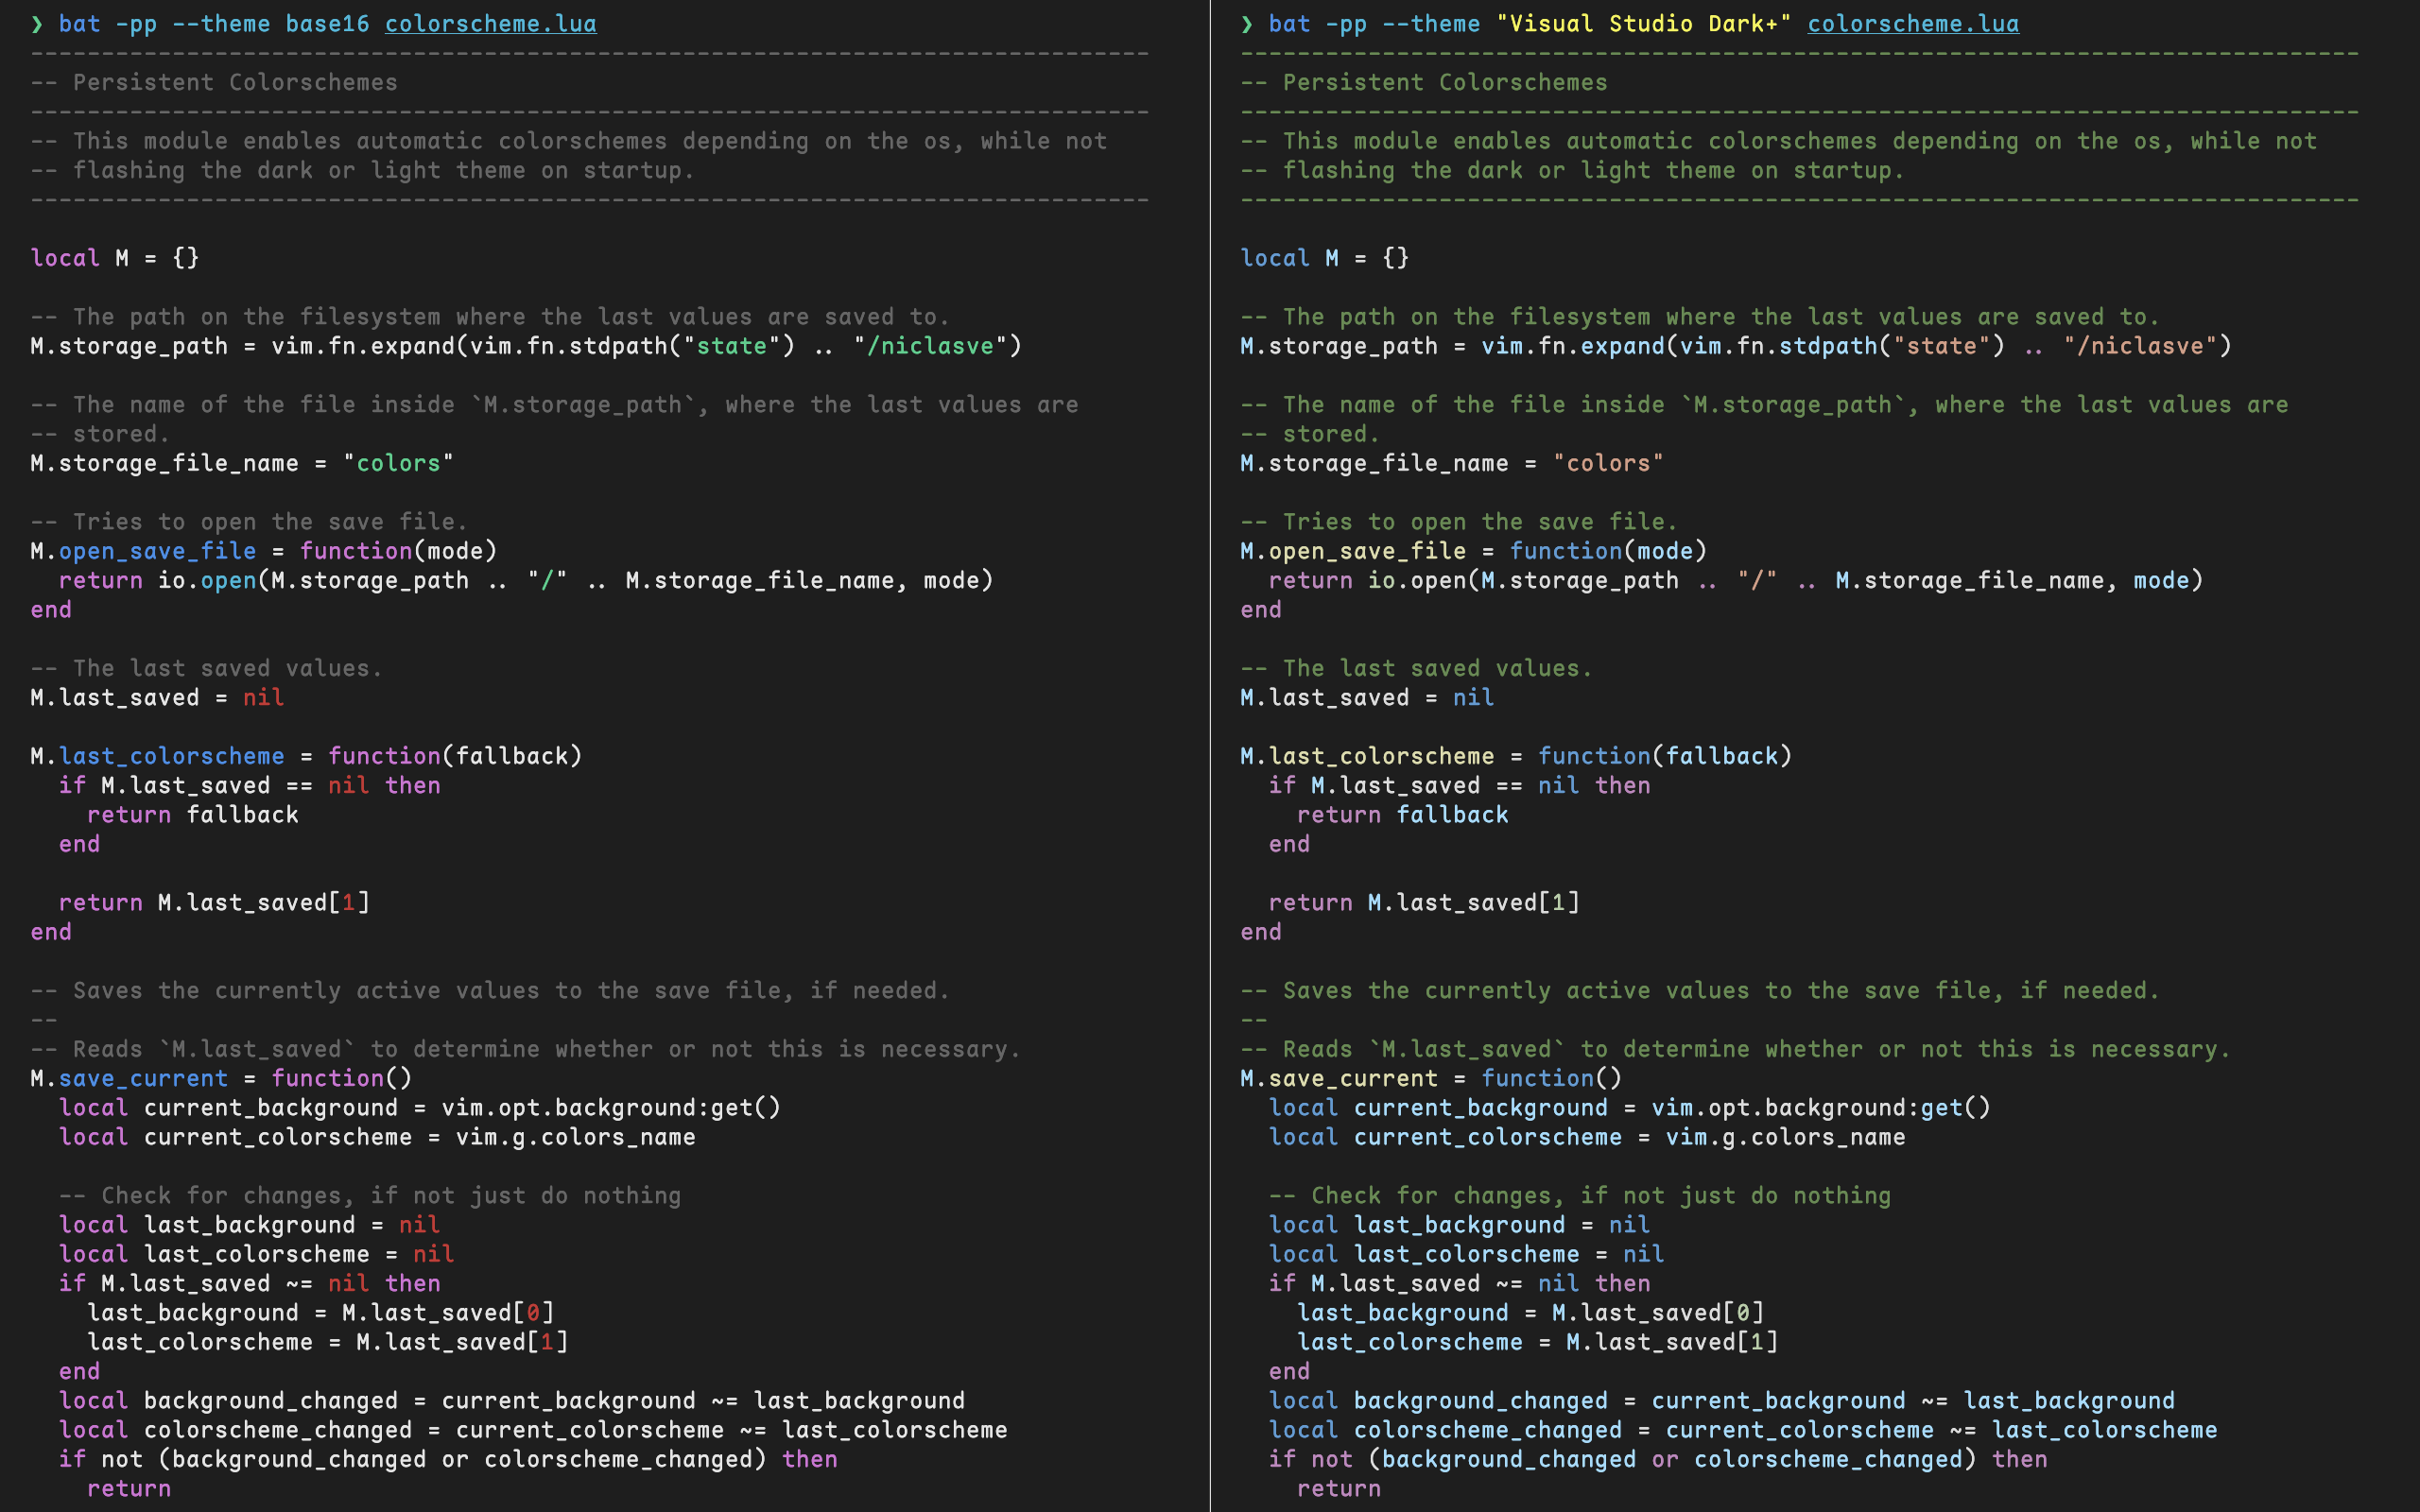 ❯ bat -pp --theme base16 colorscheme.lua
-------------------------------------------------------------------------------
-- Persistent Colorschemes
-------------------------------------------------------------------------------
-- This module enables automatic colorschemes depending on the os, while not
-- flashing the dark or light theme on startup.
-------------------------------------------------------------------------------

local M = {}

-- The path on the filesystem where the last values are saved to.
M.storage_path = vim.fn.expand(vim.fn.stdpath("state") .. "/niclasve")

-- The name of the file inside `M.storage_path`, where the last values are
-- stored.
M.storage_file_name = "colors"

-- Tries to open the save file.
M.open_save_file = function(mode)
  return io.open(M.storage_path .. "/" .. M.storage_file_name, mode)
end

-- The last saved values.
M.last_saved = nil

M.last_colorscheme = function(fallback)
  if M.last_saved == nil then
    return fallback
  end

  return M.last_saved[1]
end

-- Saves the currently active values to the save file, if needed.
--
-- Reads `M.last_saved` to determine whether or not this is necessary.
M.save_current = function()
  local current_background = vim.opt.background:get()
  local current_colorscheme = vim.g.colors_name

  -- Check for changes, if not just do nothing
  local last_background = nil
  local last_colorscheme = nil
  if M.last_saved ~= nil then
    last_background = M.last_saved[0]
    last_colorscheme = M.last_saved[1]
  end
  local background_changed = current_background ~= last_background
  local colorscheme_changed = current_colorscheme ~= last_colorscheme
  if not (background_changed or colorscheme_changed) then
    return
❯ bat -pp --theme "Visual Studio Dark+" colorscheme.lua
-------------------------------------------------------------------------------
-- Persistent Colorschemes
-------------------------------------------------------------------------------
-- This module enables automatic colorschemes depending on the os, while not
-- flashing the dark or light theme on startup.
-------------------------------------------------------------------------------

local M = {}

-- The path on the filesystem where the last values are saved to.
M.storage_path = vim.fn.expand(vim.fn.stdpath("state") .. "/niclasve")

-- The name of the file inside `M.storage_path`, where the last values are
-- stored.
M.storage_file_name = "colors"

-- Tries to open the save file.
M.open_save_file = function(mode)
  return io.open(M.storage_path .. "/" .. M.storage_file_name, mode)
end

-- The last saved values.
M.last_saved = nil

M.last_colorscheme = function(fallback)
  if M.last_saved == nil then
    return fallback
  end

  return M.last_saved[1]
end

-- Saves the currently active values to the save file, if needed.
--
-- Reads `M.last_saved` to determine whether or not this is necessary.
M.save_current = function()
  local current_background = vim.opt.background:get()
  local current_colorscheme = vim.g.colors_name

  -- Check for changes, if not just do nothing
  local last_background = nil
  local last_colorscheme = nil
  if M.last_saved ~= nil then
    last_background = M.last_saved[0]
    last_colorscheme = M.last_saved[1]
  end
  local background_changed = current_background ~= last_background
  local colorscheme_changed = current_colorscheme ~= last_colorscheme
  if not (background_changed or colorscheme_changed) then
    return